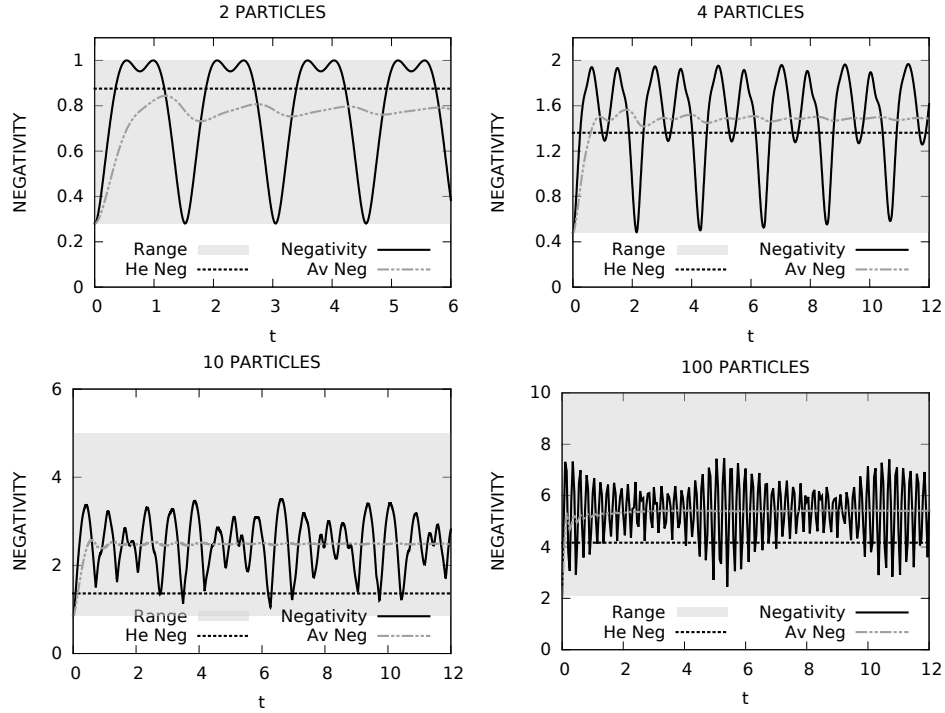 2 PARTICLES
NEGATIVITY
1
0.8
0.6
0.4
0.2
0
Range
Negativity
He Neg
Av Neg
0 1 2 3 4 5 6
t
4 PARTICLES
NEGATIVITY
2
1.6
1.2
0.8
0.4
0
Range
Negativity
He Neg
Av Neg
0 2 4 6 8 10 12
t
10 PARTICLES
NEGATIVITY
6
4
2
0
Range
Negativity
He Neg
Av Neg
0 2 4 6 8 10 12
t
100 PARTICLES
NEGATIVITY
10
8
6
4
2
0
Range
Negativity
He Neg
Av Neg
0 2 4 6 8 10 12
t